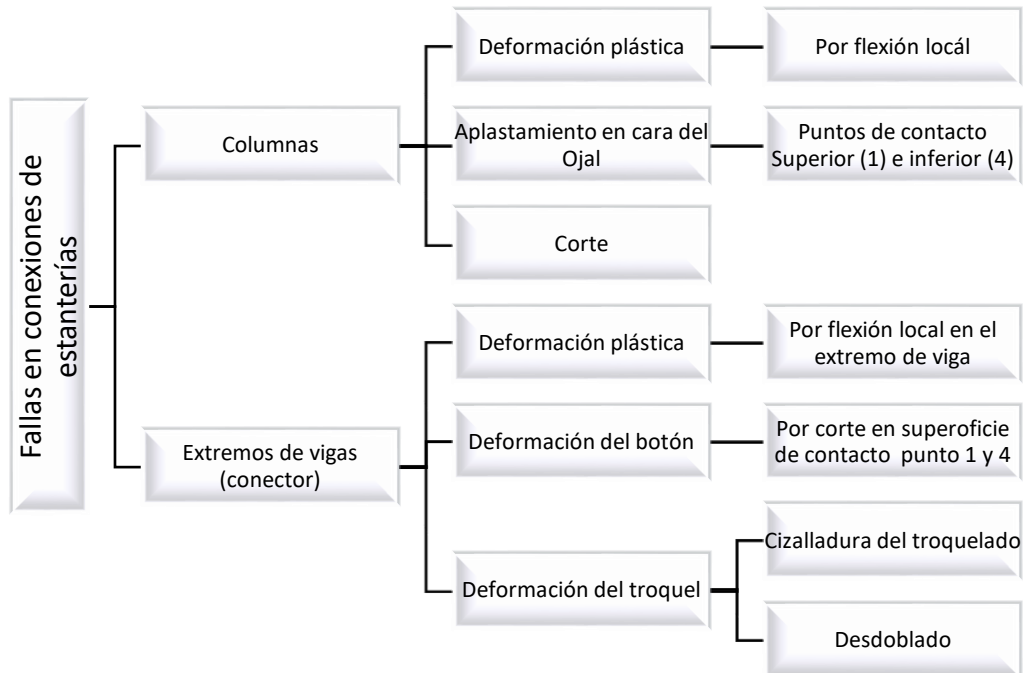 Fallas en conexiones de
estanterías
Columnas
Deformación plástica
Por flexión locál
Aplastamiento en cara del
Ojal
Puntos de contacto
Superior (1) e inferior (4)
Corte
Extremos de vigas
(conector)
Deformación plástica
Por flexión local en el
extremo de viga
Deformación del botón
Por corte en superoficie
de contacto punto 1 y 4
Deformación del troquel
Cizalladura del troquelado
Desdoblado